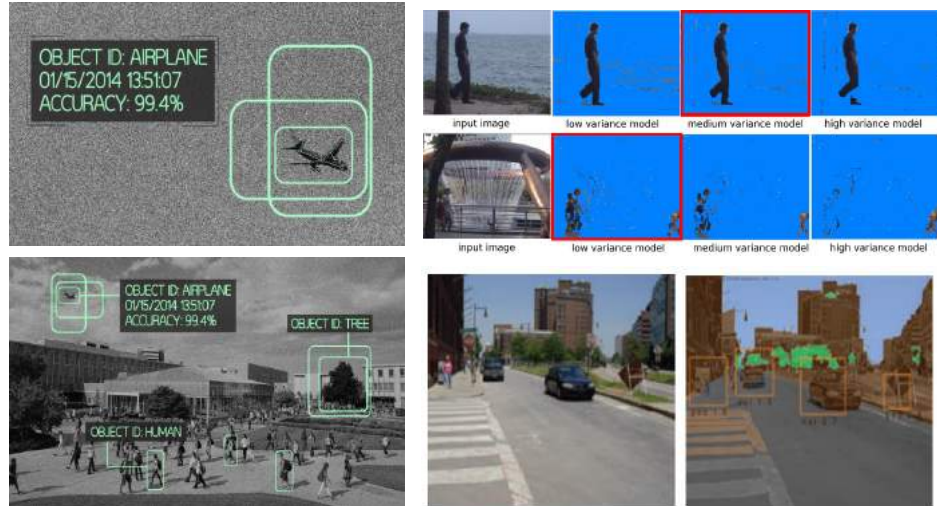 OBJECT ID: AIRPLANE
01/15/2014 13:51:07
ACCURACY: 99.4%
input image
low variance model
medium variance model
high variance model
input image
low variance model
medium variance model
high variance model
OBJECT ID: AIRPLANE
01/15/2014 13:51:07
ACCURACY: 99.4%
OBJECT ID: TREE
OBJECT ID: HUMAN